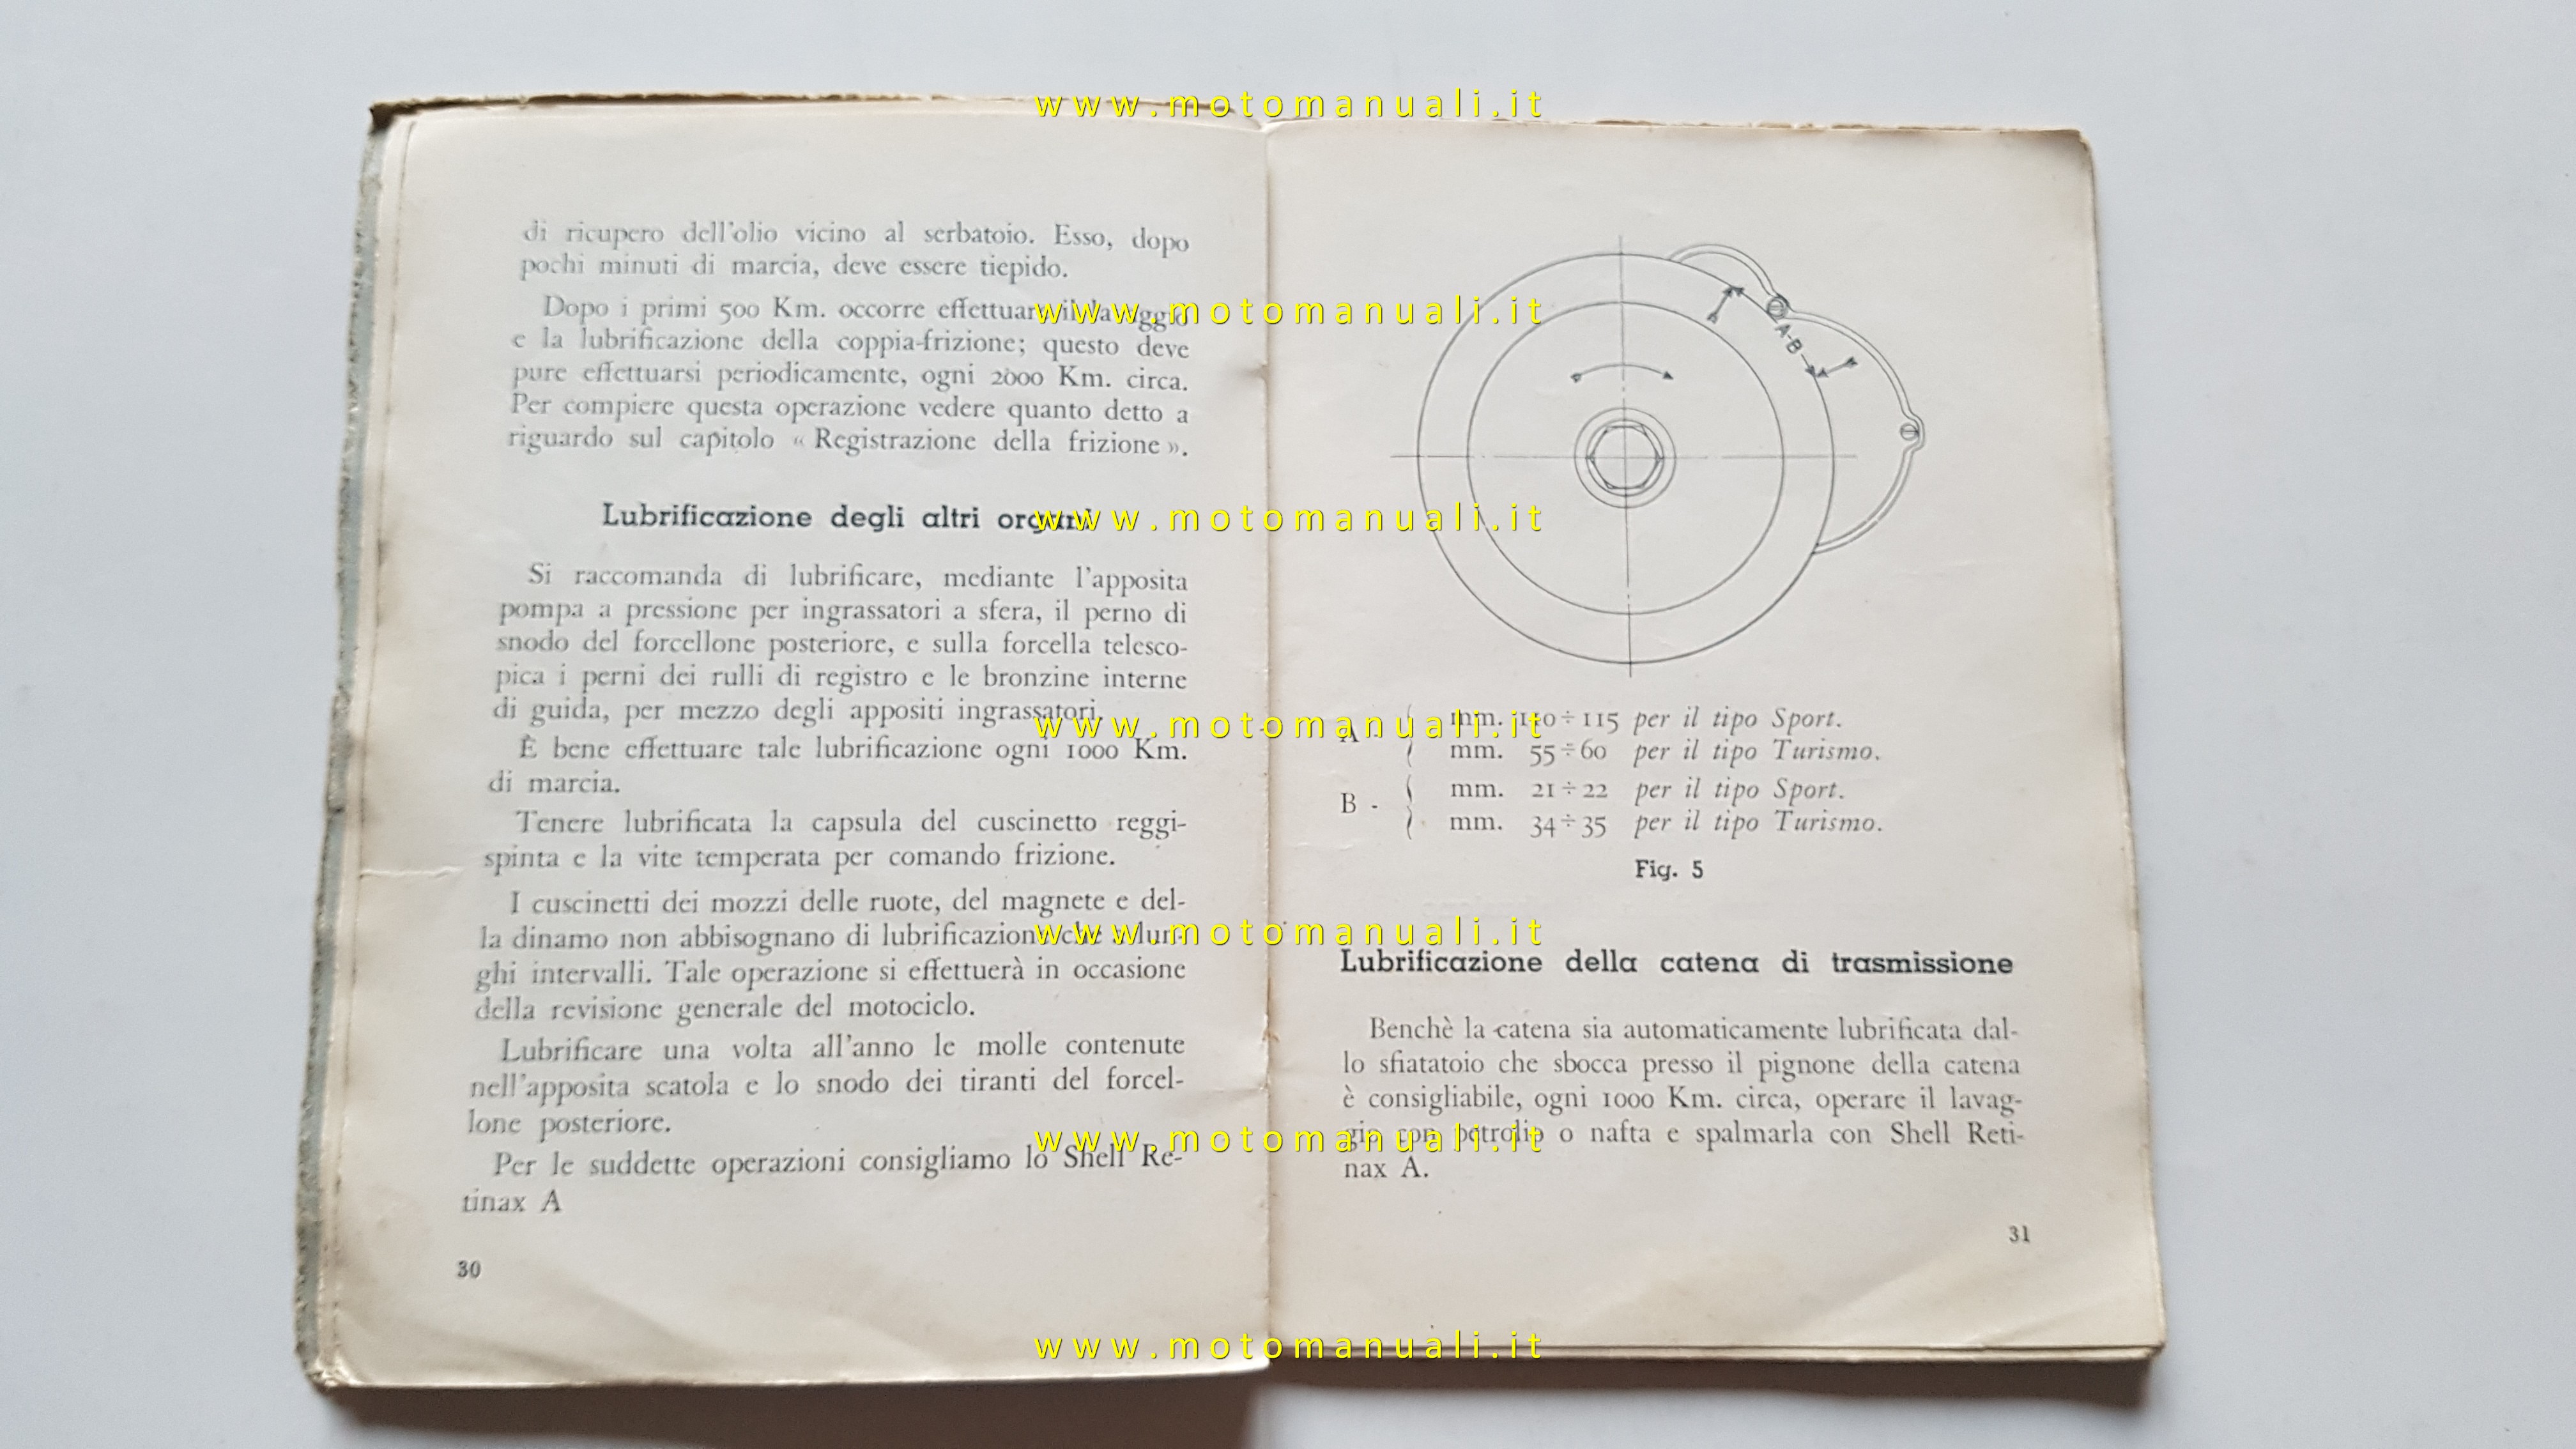 www.motomanuali.it
di ricupero dell'olio vicino al serbatoio. Esso, dopo
pochi minuti di marcia, deve essere tiepido.
Dopo i primi 500 Km. occorre effettuare il lavaggio
www.motomanuali.it
e la lubrificazione della coppia-frizione; questo deve
pure effettuarsi periodicamente, ogni 2000 Km. circa.
Per compiere questa operazione vedere quanto detto a
riguardo sul capitolo « Registrazione della frizione ».
Lubrificazione degli altri organi
www.motomanuali.it
Si raccomanda di lubrificare, mediante l'apposita
pompa a pressione per ingrassatori a sfera, il perno di
snodo del forcellone posteriore, e sulla forcella telesco-
pica i perni dei rulli di registro e le bronzine interne
di guida, per mezzo degli appositi ingrassatori.
www.motomanuali.it
È bene effettuare tale lubrificazione ogni 1000 Km.
di marcia.
Tenere lubrificata la capsula del cuscinetto reggi-
spinta e la vite temperata per comando frizione.
I cuscinetti dei mozzi delle ruote, del magnete e del-
la dinamo non abbisognano di lubrificazione che a lun-
www.motomanuali.it
ghi intervalli. Tale operazione si effettuerà in occasione
della revisione generale del motociclo.
Lubrificare una volta all'anno le molle contenute
nell'apposita scatola e lo snodo dei tiranti del forcel-
lone posteriore.
www.motomanuali.it
Per le suddette operazioni consigliamo lo Shell Re-
tinax A
30
www.motomanuali.it
A-B
A - mm. 110÷115 per il tipo Sport.
mm. 55÷60 per il tipo Turismo.
B - mm. 21÷22 per il tipo Sport.
mm. 34÷35 per il tipo Turismo.
Fig. 5
Lubrificazione della catena di trasmissione
Benchè la catena sia automaticamente lubrificata dal-
lo sfiatatoio che sbocca presso il pignone della catena
è consigliabile, ogni 1000 Km. circa, operare il lavag-
gio con petrolio o nafta e spalmarla con Shell Reti-
nax A.
31